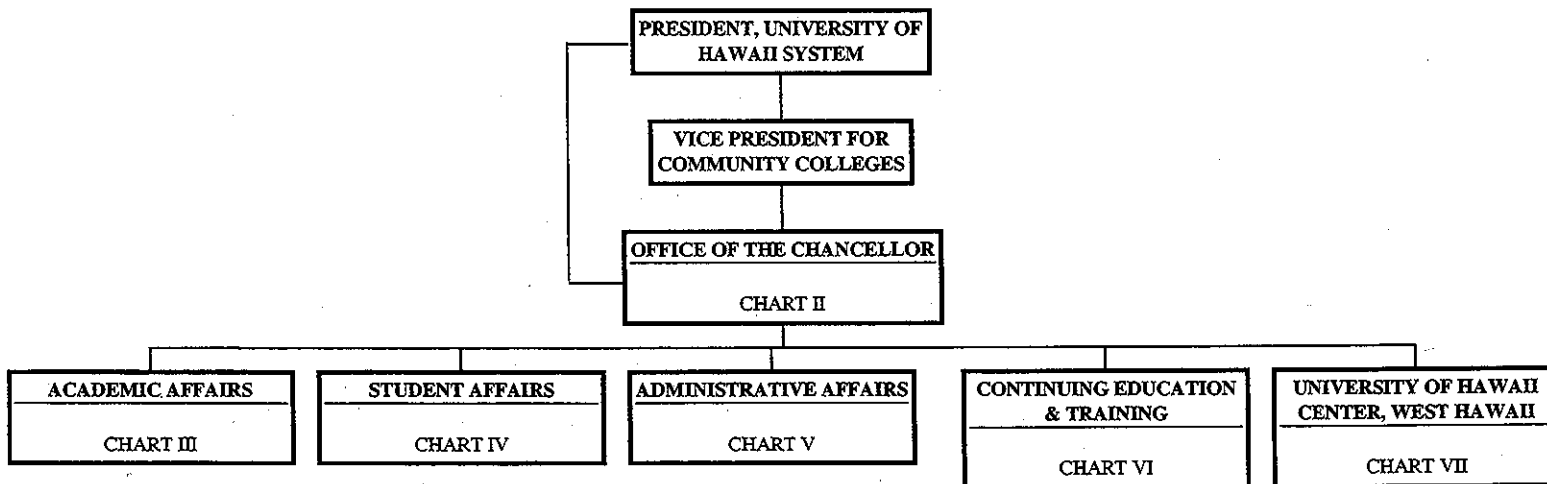 PRESIDENT, UNIVERSITY OF
HAWAII SYSTEM
VICE PRESIDENT FOR
COMMUNITY COLLEGES
OFFICE OF THE CHANCELLOR
CHART II
ACADEMIC AFFAIRS
CHART III
STUDENT AFFAIRS
CHART IV
ADMINISTRATIVE AFFAIRS
CHART V
CONTINUING EDUCATION
& TRAINING
CHART VI
UNIVERSITY OF HAWAII
CENTER, WEST HAWAII
CHART VII